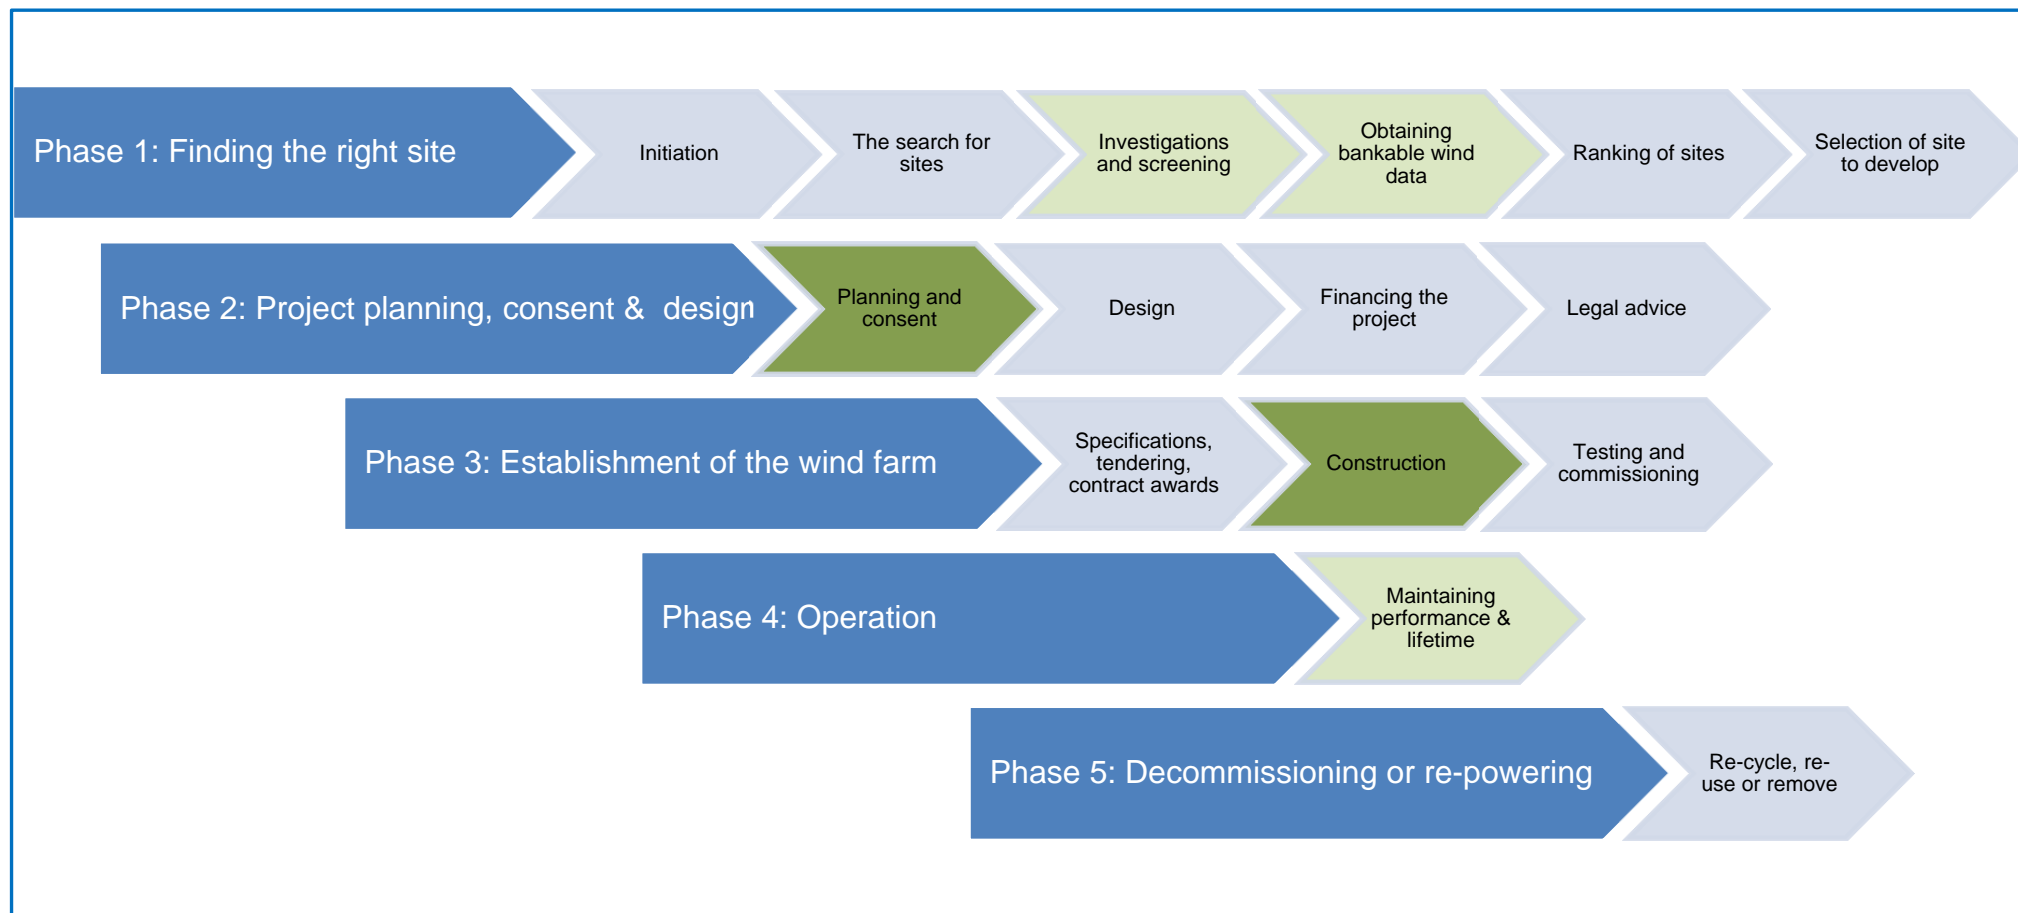 Phase 1: Finding the right site
Initiation
The search for
sites
Investigations
and screening
Obtaining
bankable wind
data
Ranking of sites
Selection of site
to develop
Phase 2: Project planning, consent &  design
Planning and
consent
Design
Financing the
project
Legal advice
Phase 3: Establishment of the wind farm
Specifications,
tendering,
contract awards
Construction
Testing and
commissioning
Phase 4: Operation
Maintaining
performance &
lifetime
Phase 5: Decommissioning or re-powering
Re-cycle, re-
use or remove